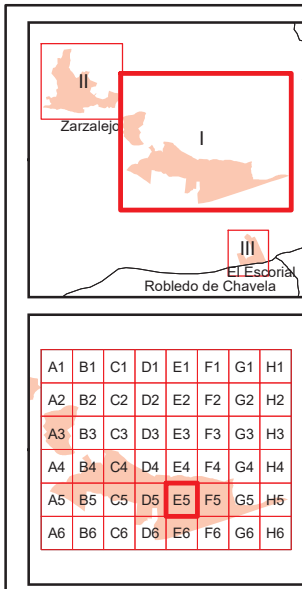 II
Zarzalejo
I
III
El Escorial
Robledo de Chavela
A1 B1 C1 D1 E1 F1 G1 H1
A2 B2 C2 D2 E2 F2 G2 H2
A3 B3 C3 D3 E3 F3 G3 H3
A4 B4 C4 D4 E4 F4 G4 H4
A5 B5 C5 D5 E5 F5 G5 H5
A6 B6 C6 D6 E6 F6 G6 H6